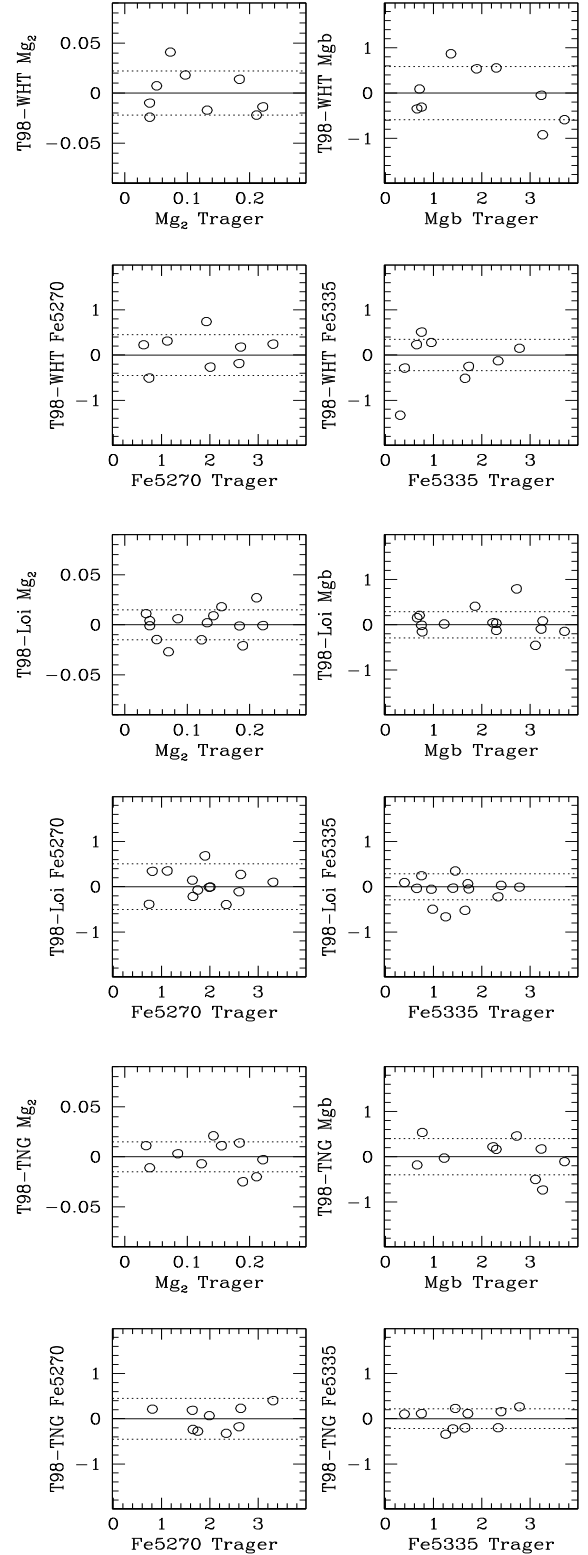 T98-WHT Mg₂
0.05
0
−0.05
0 0.1 0.2
Mg₂ Trager
T98-WHT Mgb
1
0
−1
0 1 2 3
Mgb Trager
T98-WHT Fe5270
1
0
−1
0 1 2 3
Fe5270 Trager
T98-WHT Fe5335
1
0
−1
0 1 2 3
Fe5335 Trager
T98-Loi Mg₂
0.05
0
−0.05
0 0.1 0.2
Mg₂ Trager
T98-Loi Mgb
1
0
−1
0 1 2 3
Mgb Trager
T98-Loi Fe5270
1
0
−1
0 1 2 3
Fe5270 Trager
T98-Loi Fe5335
1
0
−1
0 1 2 3
Fe5335 Trager
T98-TNG Mg₂
0.05
0
−0.05
0 0.1 0.2
Mg₂ Trager
T98-TNG Mgb
1
0
−1
0 1 2 3
Mgb Trager
T98-TNG Fe5270
1
0
−1
0 1 2 3
Fe5270 Trager
T98-TNG Fe5335
1
0
−1
0 1 2 3
Fe5335 Trager